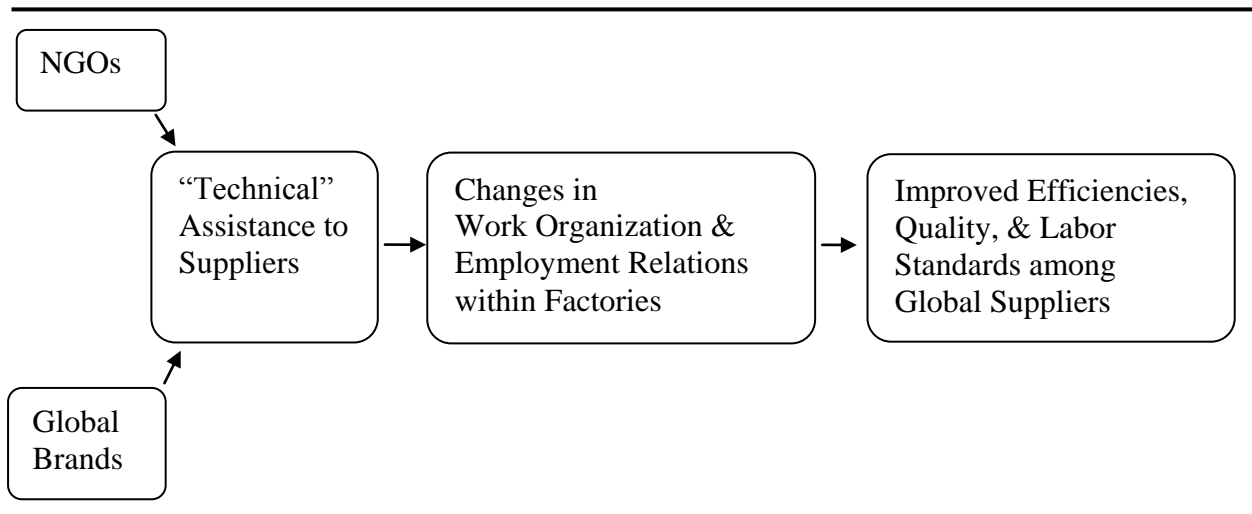 NGOs
“Technical”
Assistance to
Suppliers
Changes in
Work Organization &
Employment Relations
within Factories
Improved Efficiencies,
Quality, & Labor
Standards among
Global Suppliers
Global
Brands